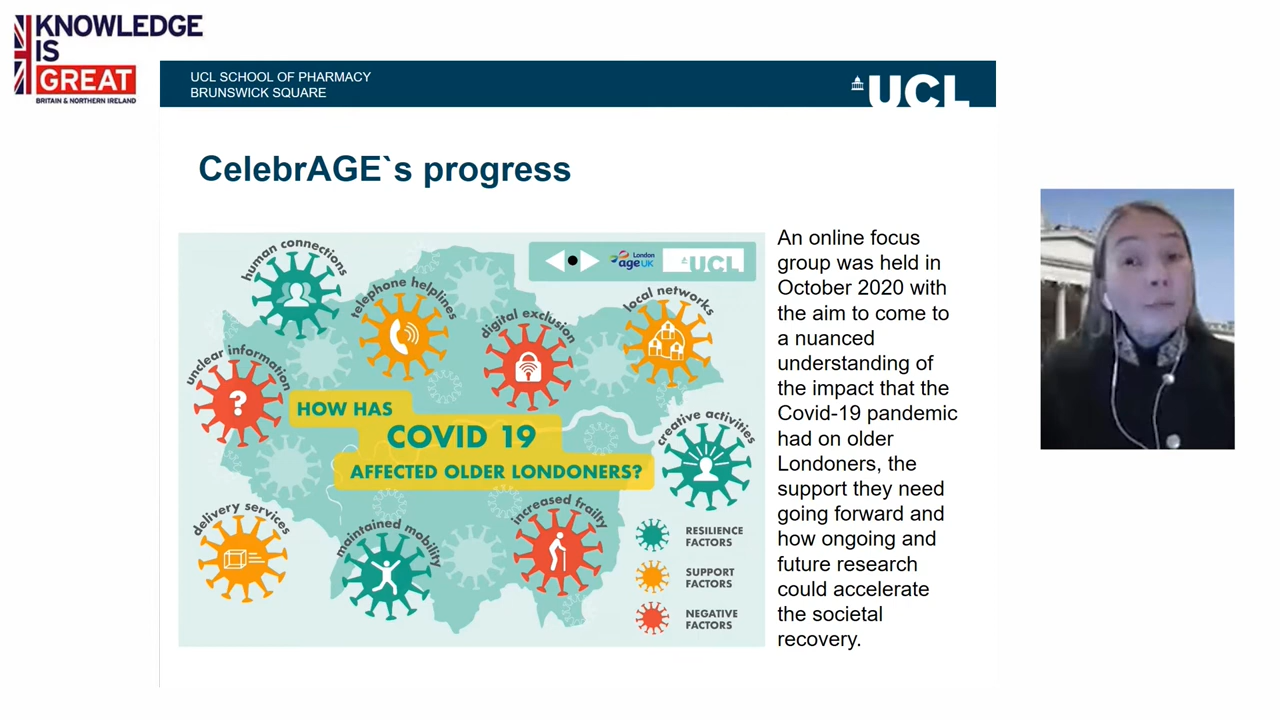 KNOWLEDGE
IS
GREAT
BRITAIN & NORTHERN IRELAND
UCL SCHOOL OF PHARMACY
BRUNSWICK SQUARE
UCL
CelebrAGE`s progress
human connections
telephone helplines
London
age UK
UCL
unclear information
digital exclusion
local networks
HOW HAS
COVID 19
AFFECTED OLDER LONDONERS?
creative activities
delivery services
maintained mobility
increased frailty
RESILIENCE
FACTORS
SUPPORT
FACTORS
NEGATIVE
FACTORS
An online focus
group was held in
October 2020 with
the aim to come to
a nuanced
understanding of
the impact that the
Covid-19 pandemic
had on older
Londoners, the
support they need
going forward and
how ongoing and
future research
could accelerate
the societal
recovery.